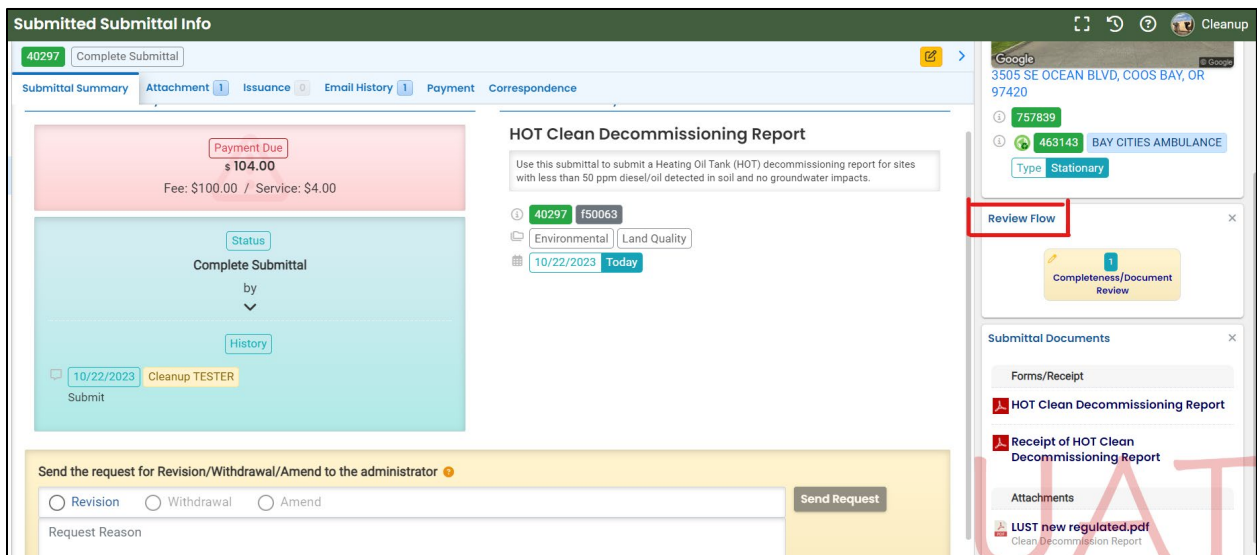 Submitted Submittal Info
Cleanup
40297 Complete Submittal
Submittal Summary Attachment 1 Issuance 0 Email History 1 Payment Correspondence
Payment Due
$ 104.00
Fee: $100.00 / Service: $4.00
Status
Complete Submittal
by
History
10/22/2023 Cleanup TESTER
Submit
HOT Clean Decommissioning Report
Use this submittal to submit a Heating Oil Tank (HOT) decommissioning report for sites
with less than 50 ppm diesel/oil detected in soil and no groundwater impacts.
40297 f50063
Environmental Land Quality
10/22/2023 Today
Send the request for Revision/Withdrawal/Amend to the administrator
Revision Withdrawal Amend
Send Request
Request Reason
Google
© Google
3505 SE OCEAN BLVD, COOS BAY, OR
97420
757839
463143 BAY CITIES AMBULANCE
Type Stationary
Review Flow
1
Completeness/Document
Review
Submittal Documents
Forms/Receipt
HOT Clean Decommissioning Report
Receipt of HOT Clean
Decommissioning Report
Attachments
LUST new regulated.pdf
Clean Decommission Report
UAT